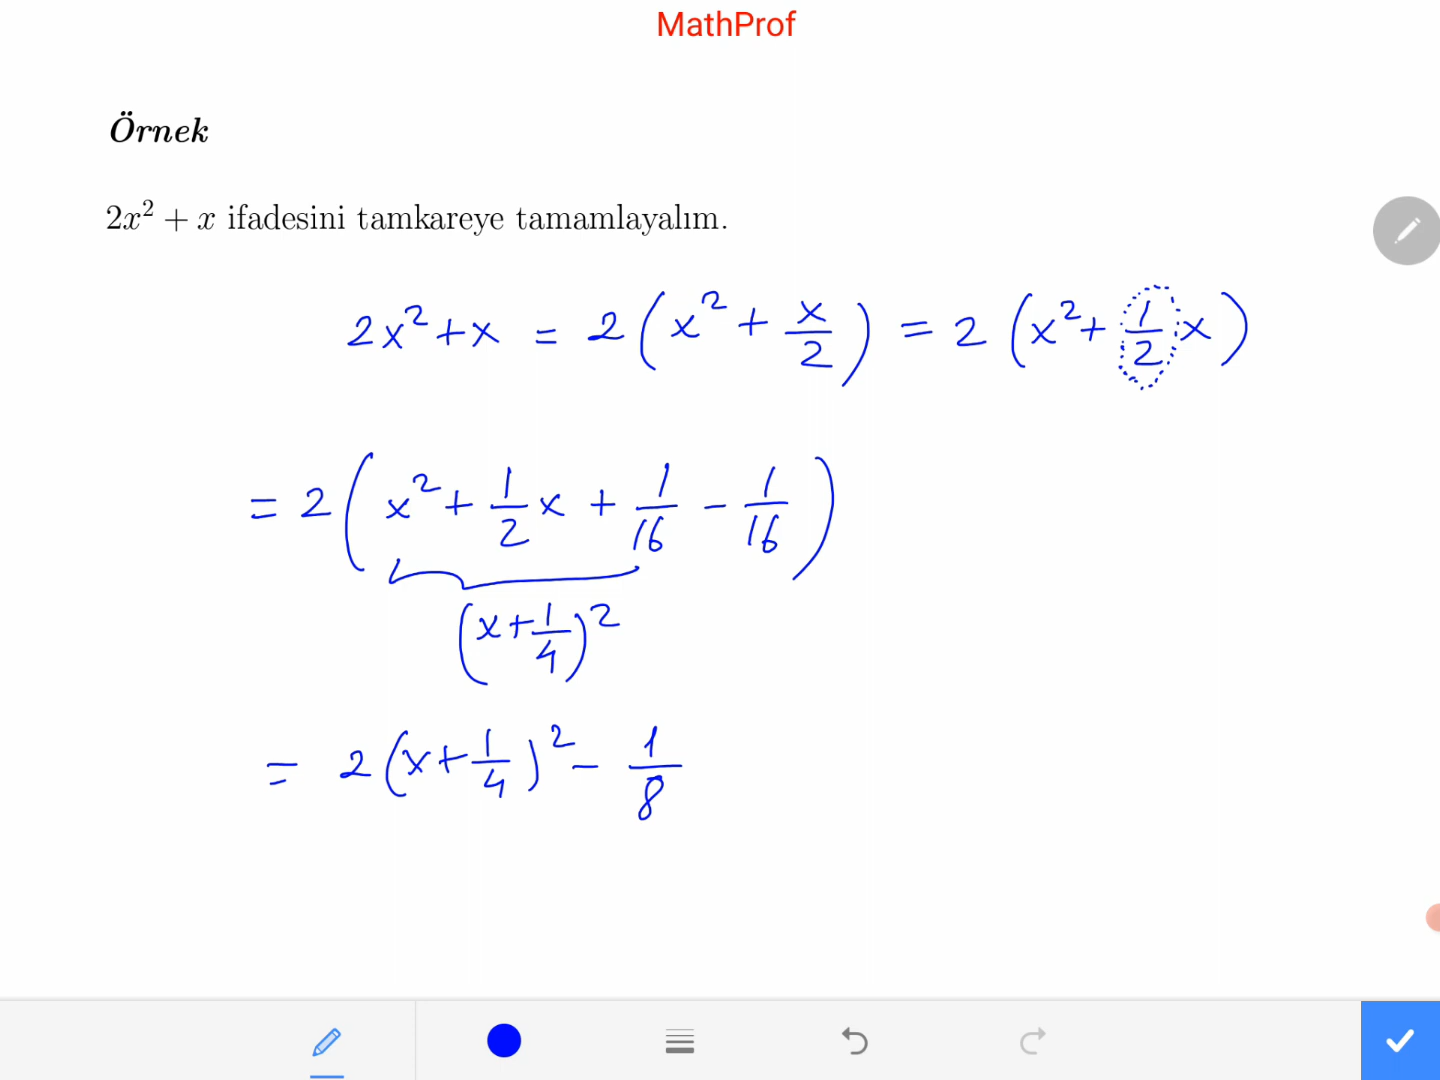 MathProf
Örnek
2x² + x ifadesini tamkareye tamamlayalım.
2x² + x = 2(x² + x/2) = 2(x² + 1/2 x)
= 2(x² + 1/2 x + 1/16 - 1/16)
(x + 1/4)²
= 2(x + 1/4)² - 1/8